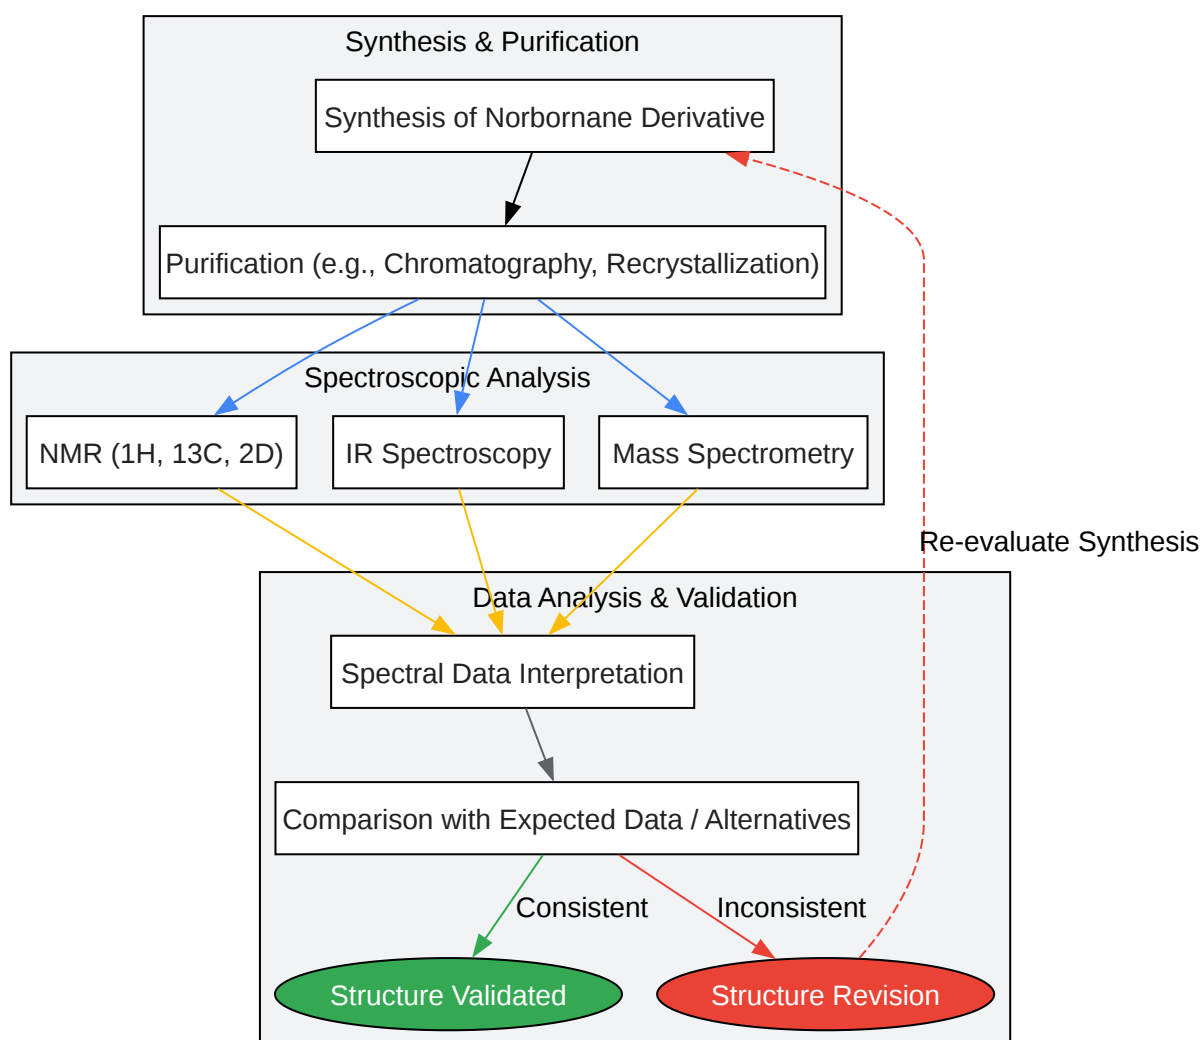 Synthesis & Purification
Synthesis of Norbornane Derivative
Purification (e.g., Chromatography, Recrystallization)
Spectroscopic Analysis
NMR (1H, 13C, 2D)
IR Spectroscopy
Mass Spectrometry
Re-evaluate Synthesis
Data Analysis & Validation
Spectral Data Interpretation
Comparison with Expected Data / Alternatives
Consistent
Inconsistent
Structure Validated
Structure Revision